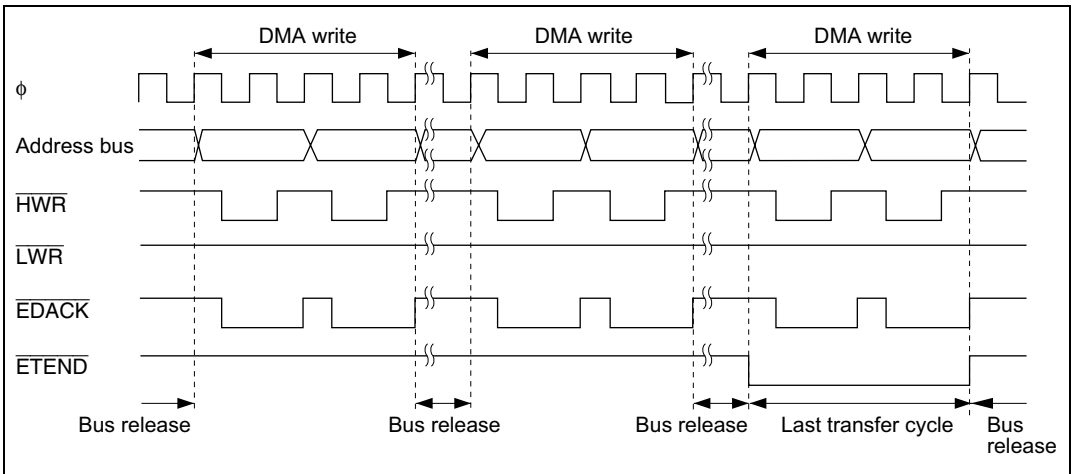 DMA write DMA write DMA write
φ
Address bus
HWR
LWR
EDACK
ETEND
Bus release Bus release Bus release Last transfer cycle Bus release